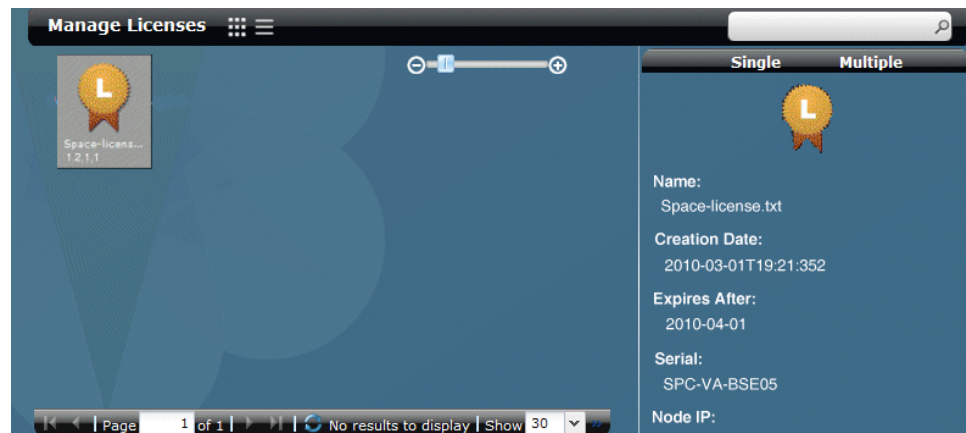 Manage Licenses
Single Multiple
L
Space-licens...
1.2.1.1
L
Name:
Space-license.txt
Creation Date:
2010-03-01T19:21:352
Expires After:
2010-04-01
Serial:
SPC-VA-BSE05
Node IP:
Page 1 of 1 No results to display Show 30